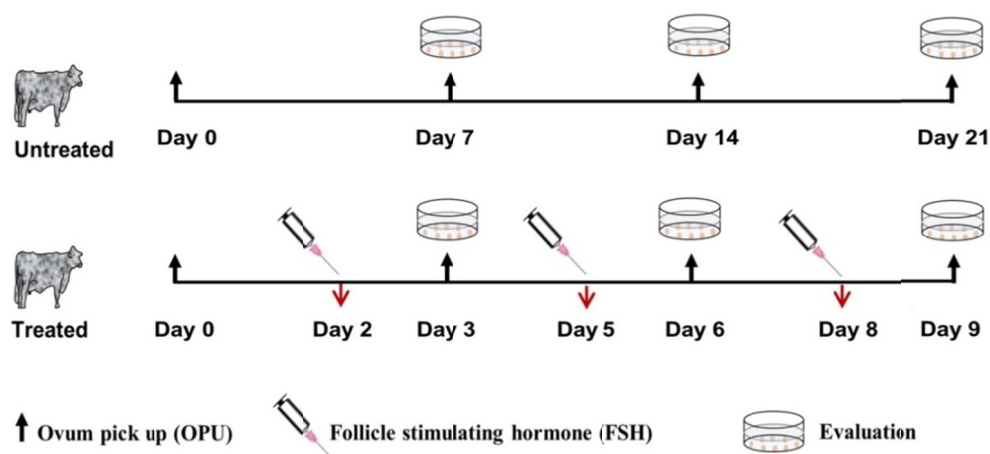 Untreated
Day 0 Day 7 Day 14 Day 21
Treated
Day 0 Day 2 Day 3 Day 5 Day 6 Day 8 Day 9
Ovum pick up (OPU) Follicle stimulating hormone (FSH) Evaluation